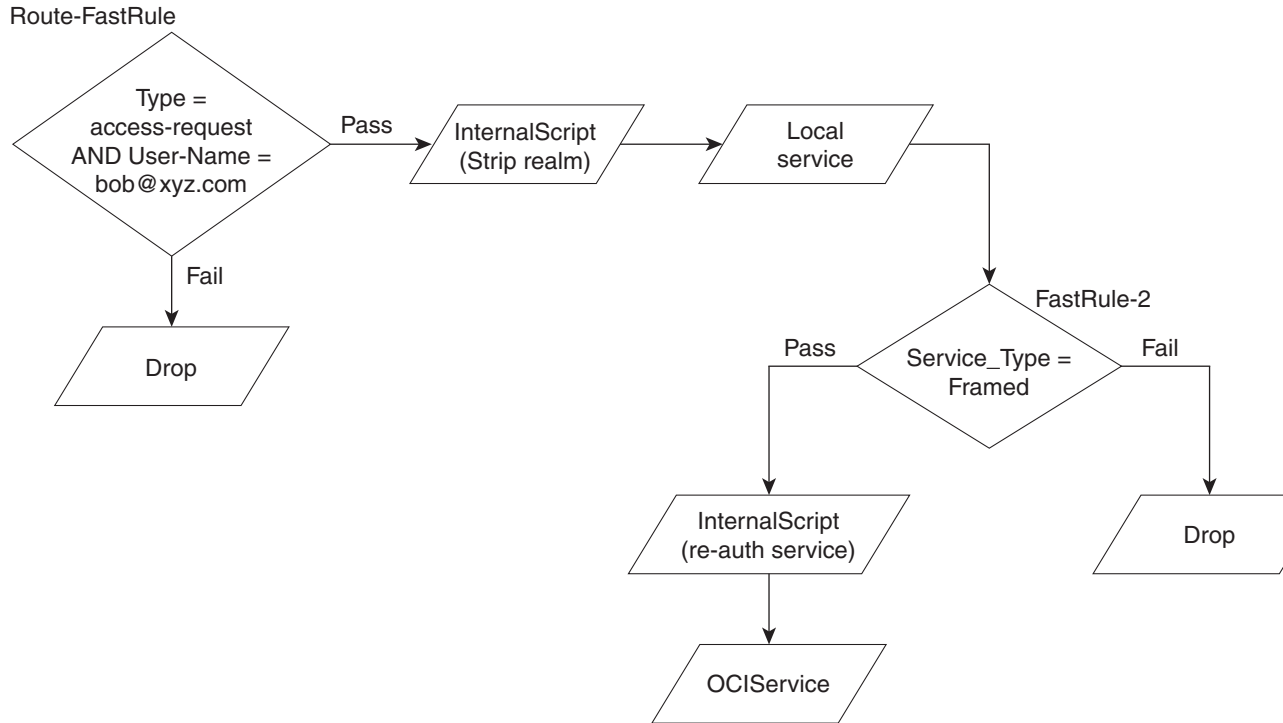 Route-FastRule
Type =
access-request
AND User-Name =
bob@xyz.com
Pass
InternalScript
(Strip realm)
Local
service
Fail
Drop
FastRule-2
Pass
Service_Type =
Framed
Fail
InternalScript
(re-auth service)
Drop
OCIService